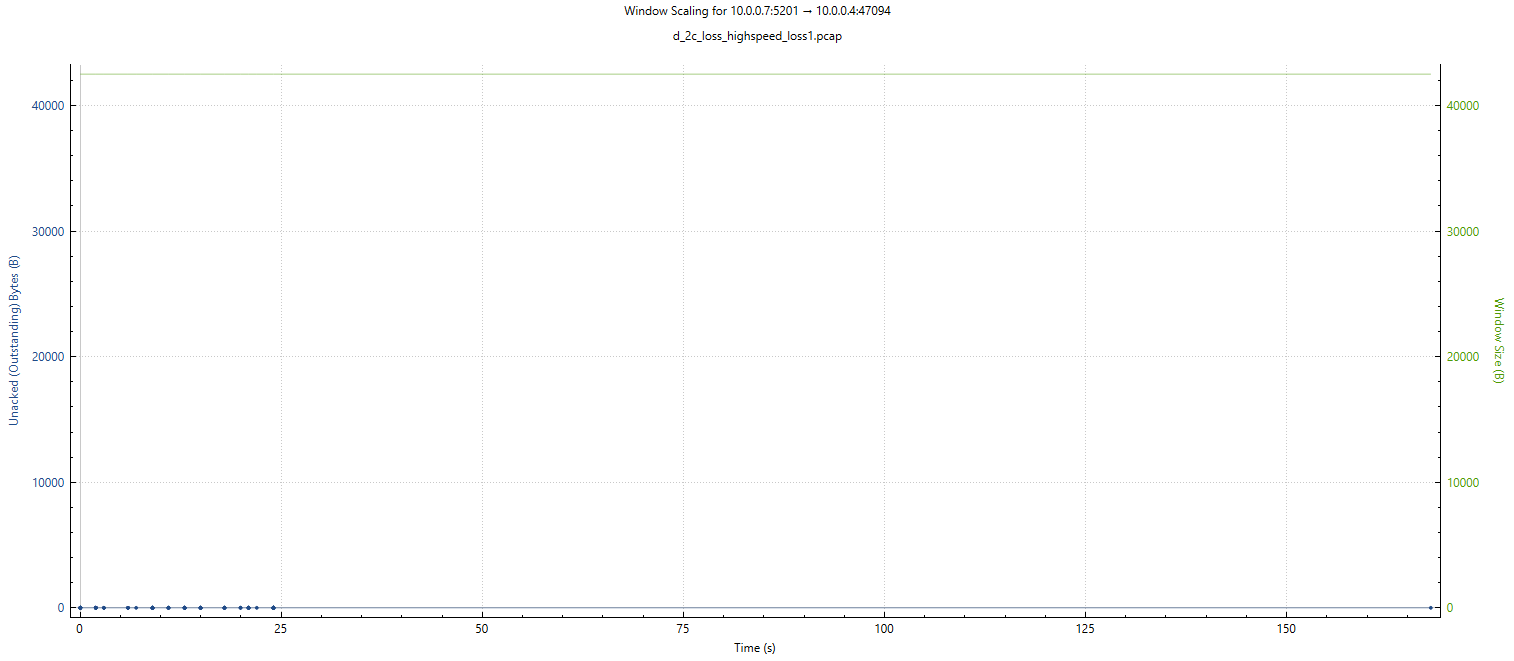 Window Scaling for 10.0.0.7:5201 → 10.0.0.4:47094
d_2c_loss_highspeed_loss1.pcap
Unacked (Outstanding) Bytes (B)
40000
30000
20000
10000
0
40000
30000
20000
10000
0
Window Size (B)
0 25 50 75 100 125 150
Time (s)